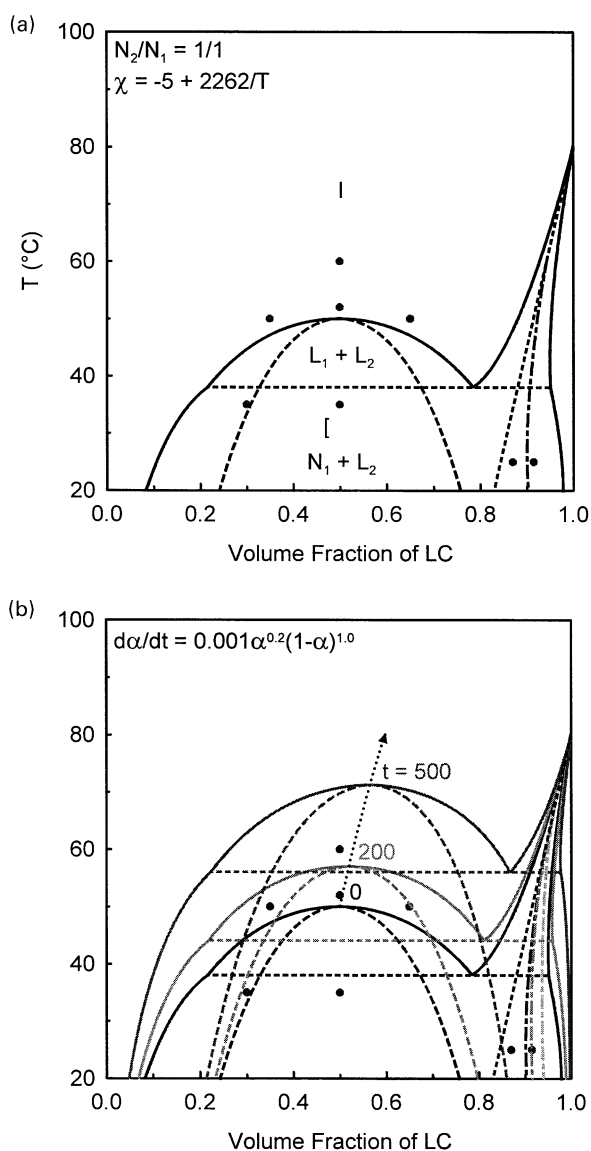 (a)
100
80
60
40
20
T (°C)
N₂/N₁ = 1/1
χ = -5 + 2262/T
I
L₁ + L₂
[
N₁ + L₂
0.0 0.2 0.4 0.6 0.8 1.0
Volume Fraction of LC
(b)
100
80
60
40
20
dα/dt = 0.001α⁰·²(1-α)¹·⁰
t = 500
200
0
0.0 0.2 0.4 0.6 0.8 1.0
Volume Fraction of LC